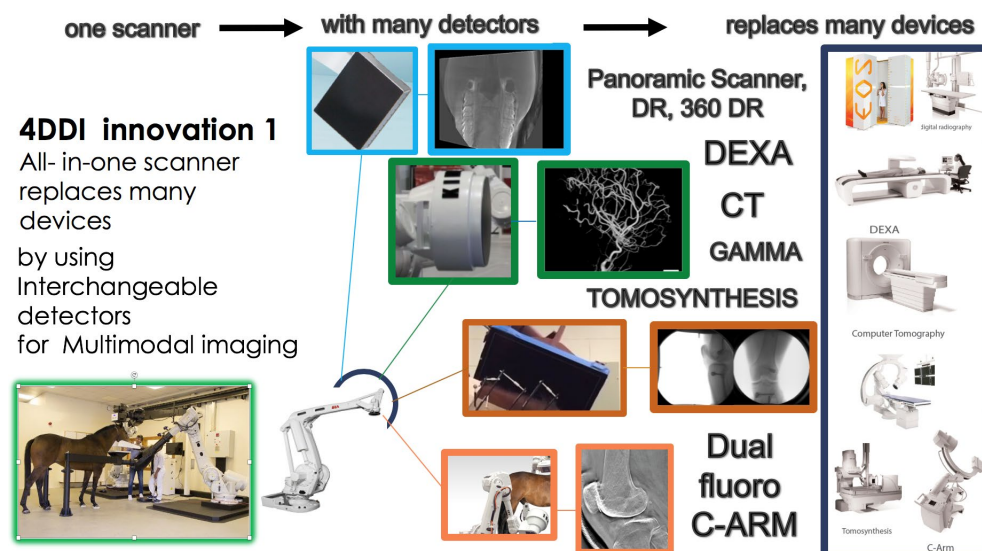 one scanner
with many detectors
replaces many devices
4DDI innovation 1
All- in-one scanner
replaces many
devices
by using
Interchangeable
detectors
for Multimodal imaging
Panoramic Scanner,
DR, 360 DR
DEXA
CT
GAMMA
TOMOSYNTHESIS
Dual
fluoro
C-ARM
EOS
digital radiography
DEXA
Computer Tomography
Tomosynthesis
C-Arm